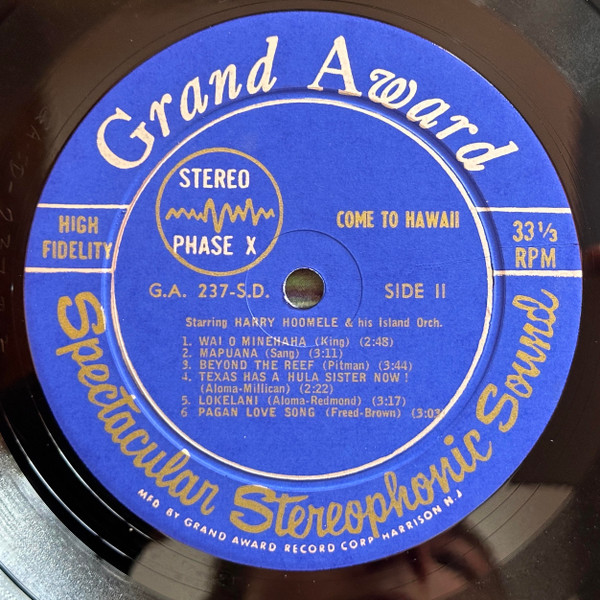 Grand Award
STEREO
PHASE X
HIGH
FIDELITY
COME TO HAWAII
33 1/3
RPM
G.A. 237-S.D.
SIDE II
Starring HARRY HOOMELE & his Island Orch.
1. WAI O MINEHAHA (King) (2:48)
2. MAPUANA (Sang) (3:11)
3. BEYOND THE REEF (Pitman) (3:44)
4. TEXAS HAS A HULA SISTER NOW!
(Aloma-Millican) (2:22)
5. LOKELANI (Aloma-Redmond) (3:17)
6 PAGAN LOVE SONG (Freed-Brown) (3:03)
Spectacular Stereophonic Sound
MFD BY GRAND AWARD RECORD CORP HARRISON N.J